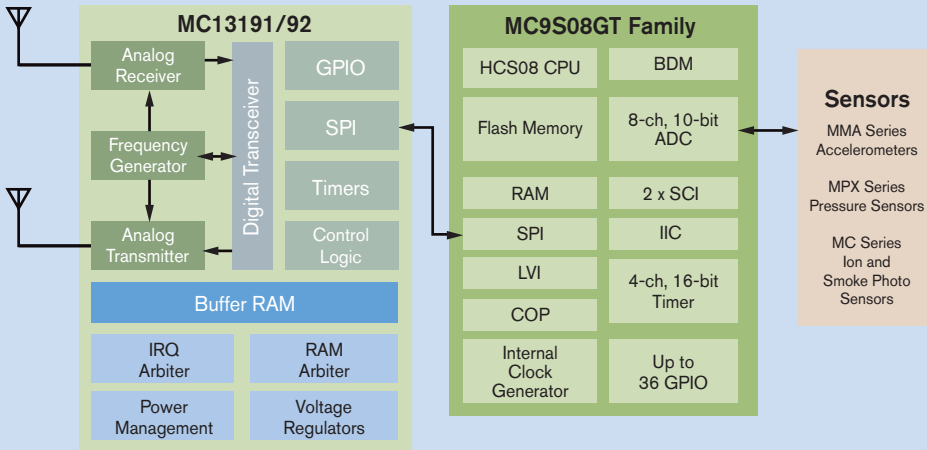 MC13191/92
Analog
Receiver
Frequency
Generator
Analog
Transmitter
Digital Transceiver
GPIO
SPI
Timers
Control
Logic
Buffer RAM
IRQ
Arbiter
RAM
Arbiter
Power
Management
Voltage
Regulators
MC9S08GT Family
HCS08 CPU
BDM
Flash Memory
8-ch, 10-bit
ADC
RAM
2 x SCI
SPI
IIC
LVI
4-ch, 16-bit
Timer
COP
Internal
Clock
Generator
Up to
36 GPIO
Sensors
MMA Series
Accelerometers
MPX Series
Pressure Sensors
MC Series
Ion and
Smoke Photo
Sensors